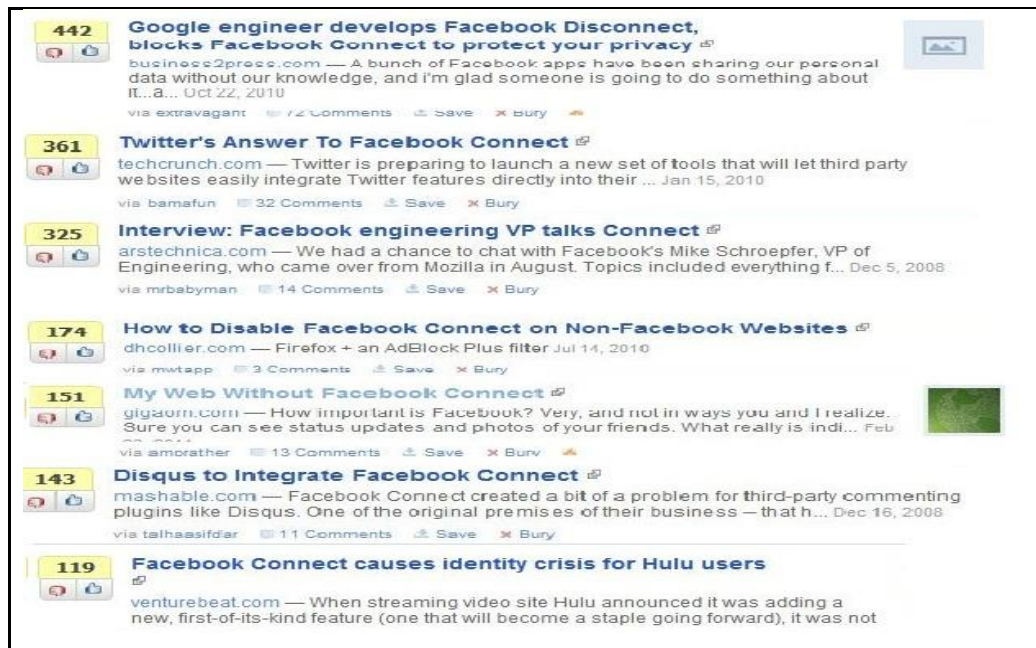 442
Google engineer develops Facebook Disconnect,
blocks Facebook Connect to protect your privacy
business2press.com — A bunch of Facebook apps have been sharing our personal
data without our knowledge, and i'm glad someone is going to do something about
it...a... Oct 22, 2010
via extravagant 72 Comments Save Bury
361
Twitter's Answer To Facebook Connect
techcrunch.com — Twitter is preparing to launch a new set of tools that will let third party
websites easily integrate Twitter features directly into their ... Jan 15, 2010
via bamafun 32 Comments Save Bury
325
Interview: Facebook engineering VP talks Connect
arstechnica.com — We had a chance to chat with Facebook's Mike Schroepfer, VP of
Engineering, who came over from Mozilla in August. Topics included everything f... Dec 5, 2008
via mrbabyman 14 Comments Save Bury
174
How to Disable Facebook Connect on Non-Facebook Websites
dhcollier.com — Firefox + an AdBlock Plus filter Jul 14, 2010
via mwtapp 3 Comments Save Bury
151
My Web Without Facebook Connect
gigaom.com — How important is Facebook? Very, and not in ways you and I realize.
Sure you can see status updates and photos of your friends. What really is indi... Feb
via amorather 13 Comments Save Bury
143
Disqus to Integrate Facebook Connect
mashable.com — Facebook Connect created a bit of a problem for third-party commenting
plugins like Disqus. One of the original premises of their business – that h... Dec 16, 2008
via talhaasifdar 11 Comments Save Bury
119
Facebook Connect causes identity crisis for Hulu users
venturebeat.com — When streaming video site Hulu announced it was adding a
new, first-of-its-kind feature (one that will become a staple going forward), it was not